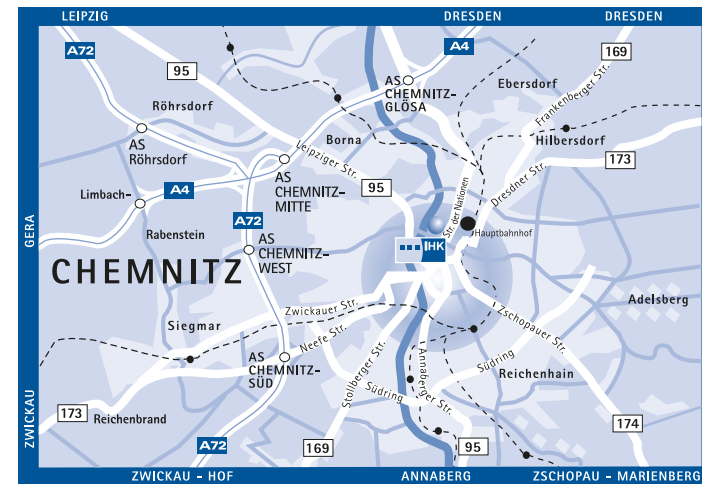 LEIPZIG
DRESDEN
DRESDEN
A72
A4
169
95
AS
CHEMNITZ-
GLÖSA
Ebersdorf
Frankenberger Str.
Röhrsdorf
Borna
Hilbersdorf
AS
Röhrsdorf
Leipziger Str.
173
AS
CHEMNITZ-
MITTE
Dresdner Str.
Limbach-
A4
95
Str. der Nationen
A72
GERA
Rabenstein
Hauptbahnhof
IHK
AS
CHEMNITZ-
WEST
CHEMNITZ
Zwickauer Str.
Adelsberg
Siegmar
Neefe Str.
Zschopauer Str.
AS
CHEMNITZ-
SÜD
Stollberger Str.
Annaberger Str.
Südring
Reichenhain
Südring
ZWICKAU
173
Reichenbrand
174
A72
169
95
ZWICKAU – HOF
ANNABERG
ZSCHOPAU – MARIENBERG